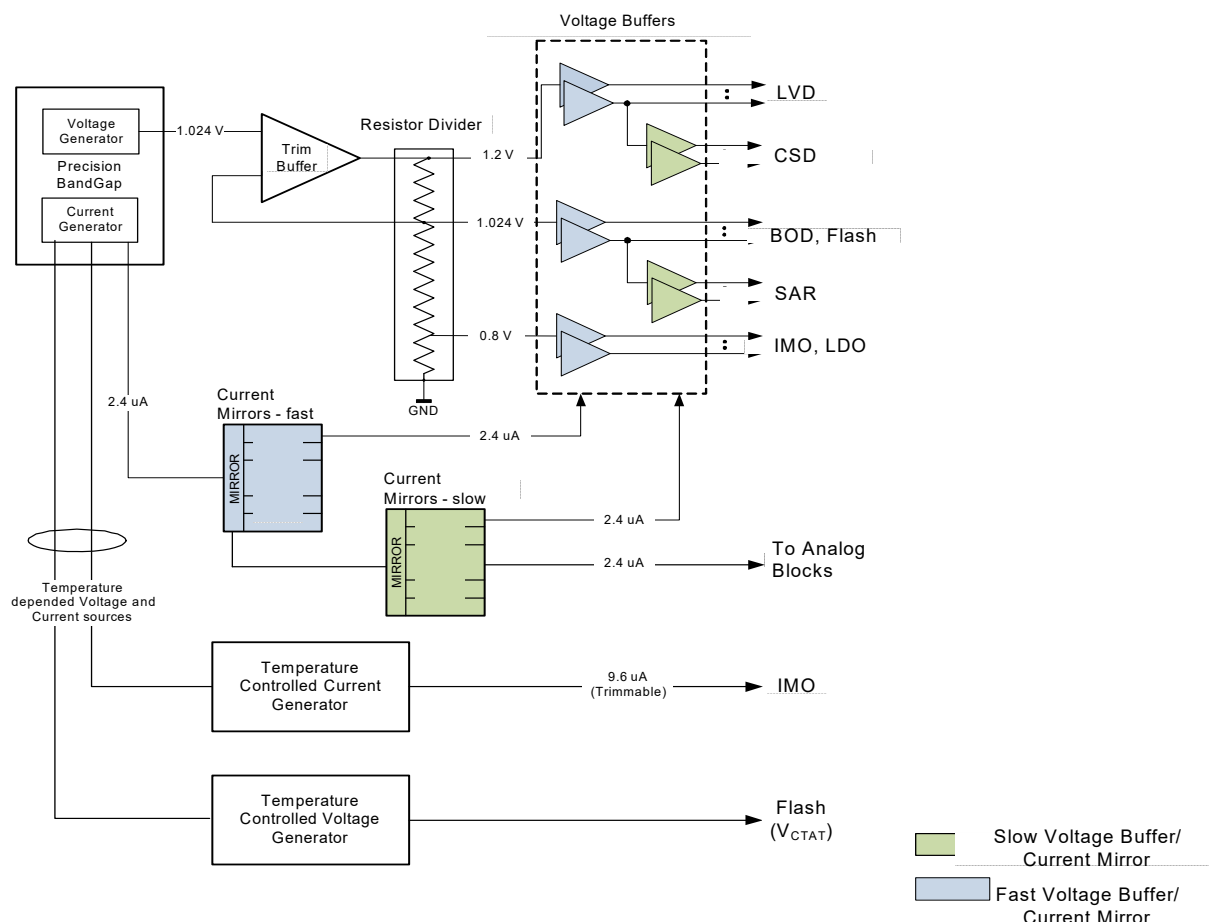 Voltage Buffers
Voltage
Generator
Precision
BandGap
Current
Generator
1.024 V
Trim
Buffer
Resistor Divider
1.2 V
1.024 V
0.8 V
GND
LVD
CSD
BOD, Flash
SAR
IMO, LDO
2.4 uA
Current
Mirrors - fast
MIRROR
2.4 uA
Current
Mirrors - slow
MIRROR
2.4 uA
2.4 uA
To Analog
Blocks
Temperature
depended Voltage and
Current sources
Temperature
Controlled Current
Generator
9.6 uA
(Trimmable)
IMO
Temperature
Controlled Voltage
Generator
Flash
(VCTAT)
Slow Voltage Buffer/
Current Mirror
Fast Voltage Buffer/
Current Mirror